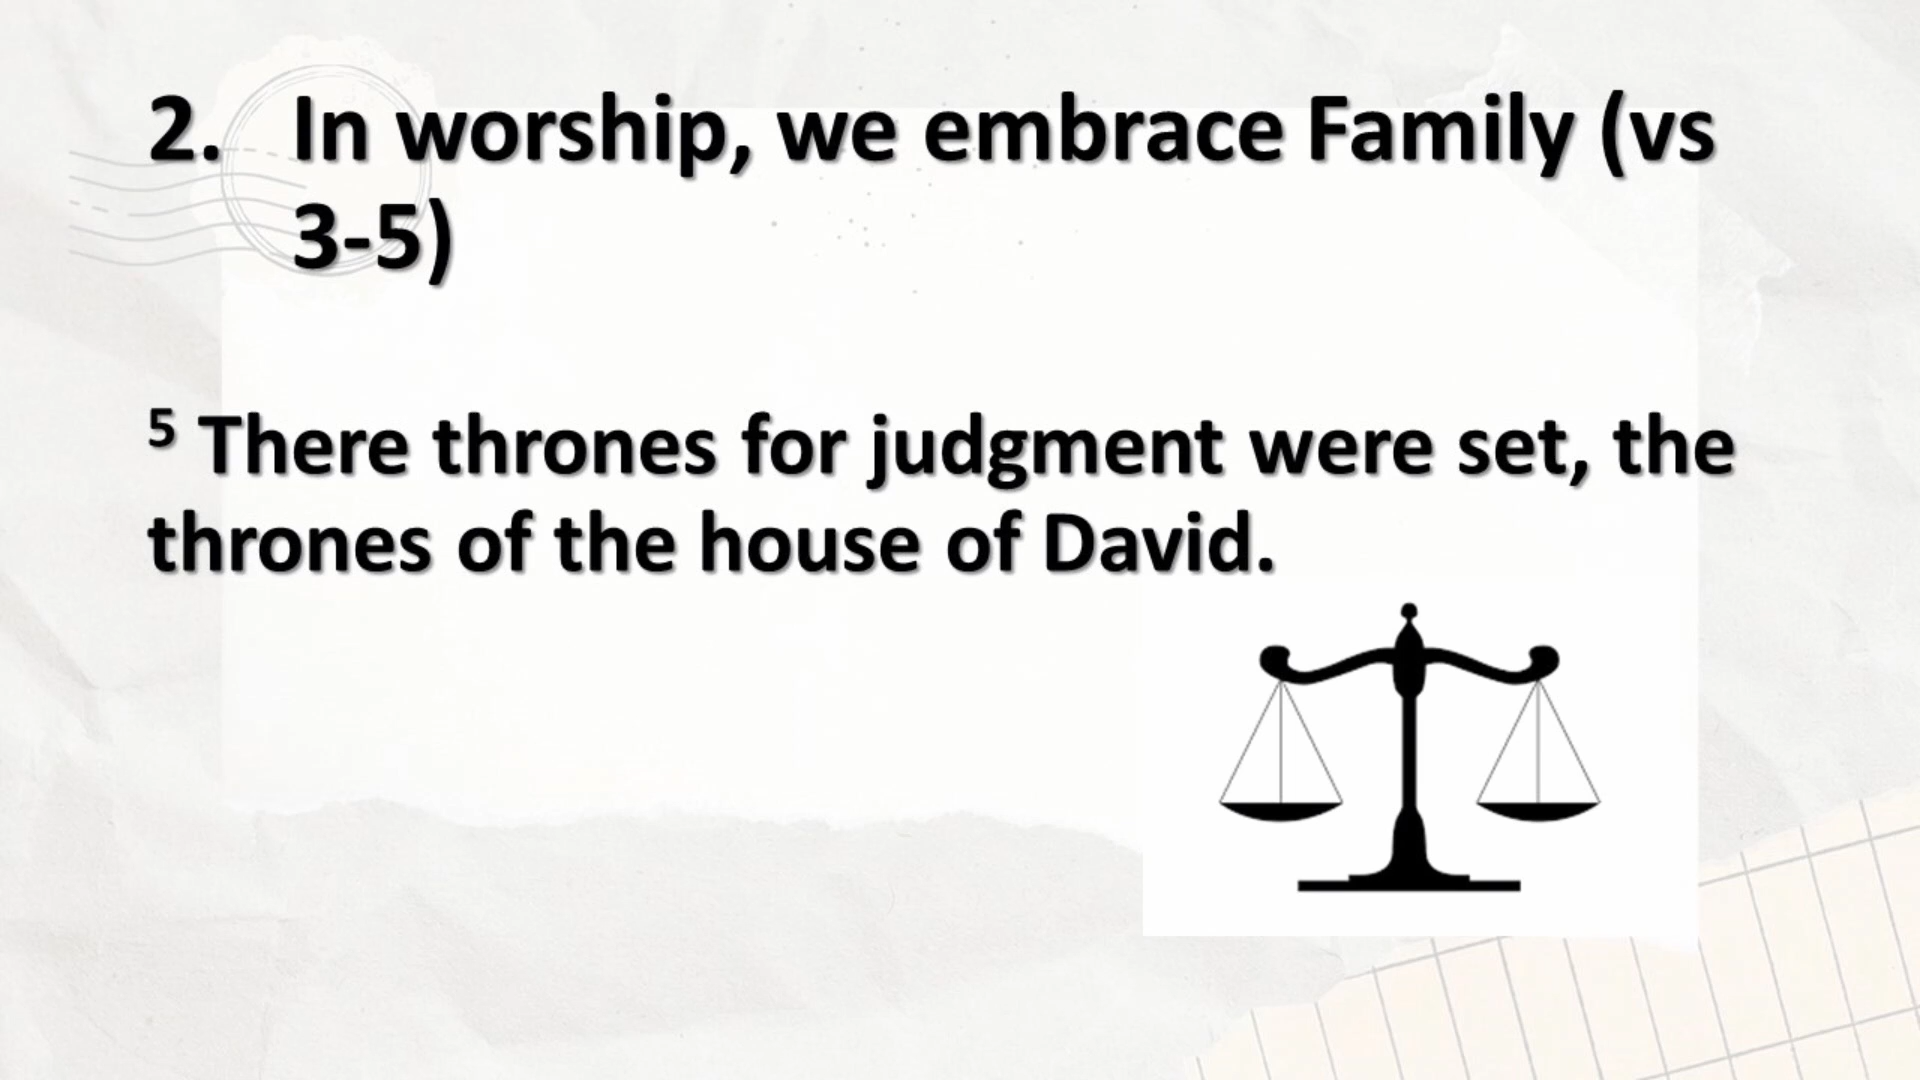 2. In worship, we embrace Family (vs
3-5)
5 There thrones for judgment were set, the
thrones of the house of David.